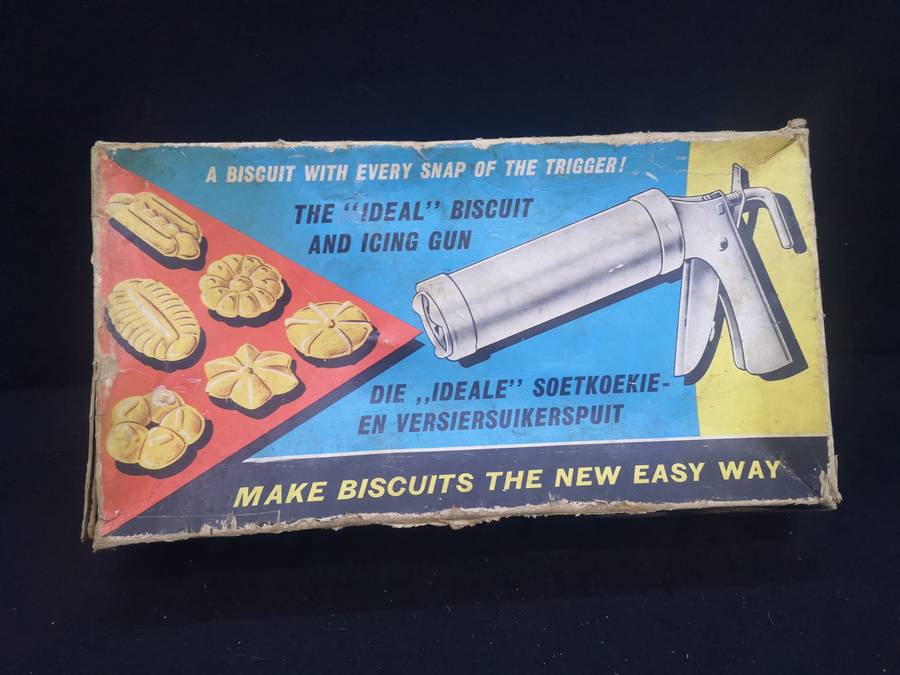 A BISCUIT WITH EVERY SNAP OF THE TRIGGER!
THE "IDEAL" BISCUIT
AND ICING GUN
DIE ,,IDEALE” SOETKOEKIE-
EN VERSIERSUIKERSPUIT
MAKE BISCUITS THE NEW EASY WAY